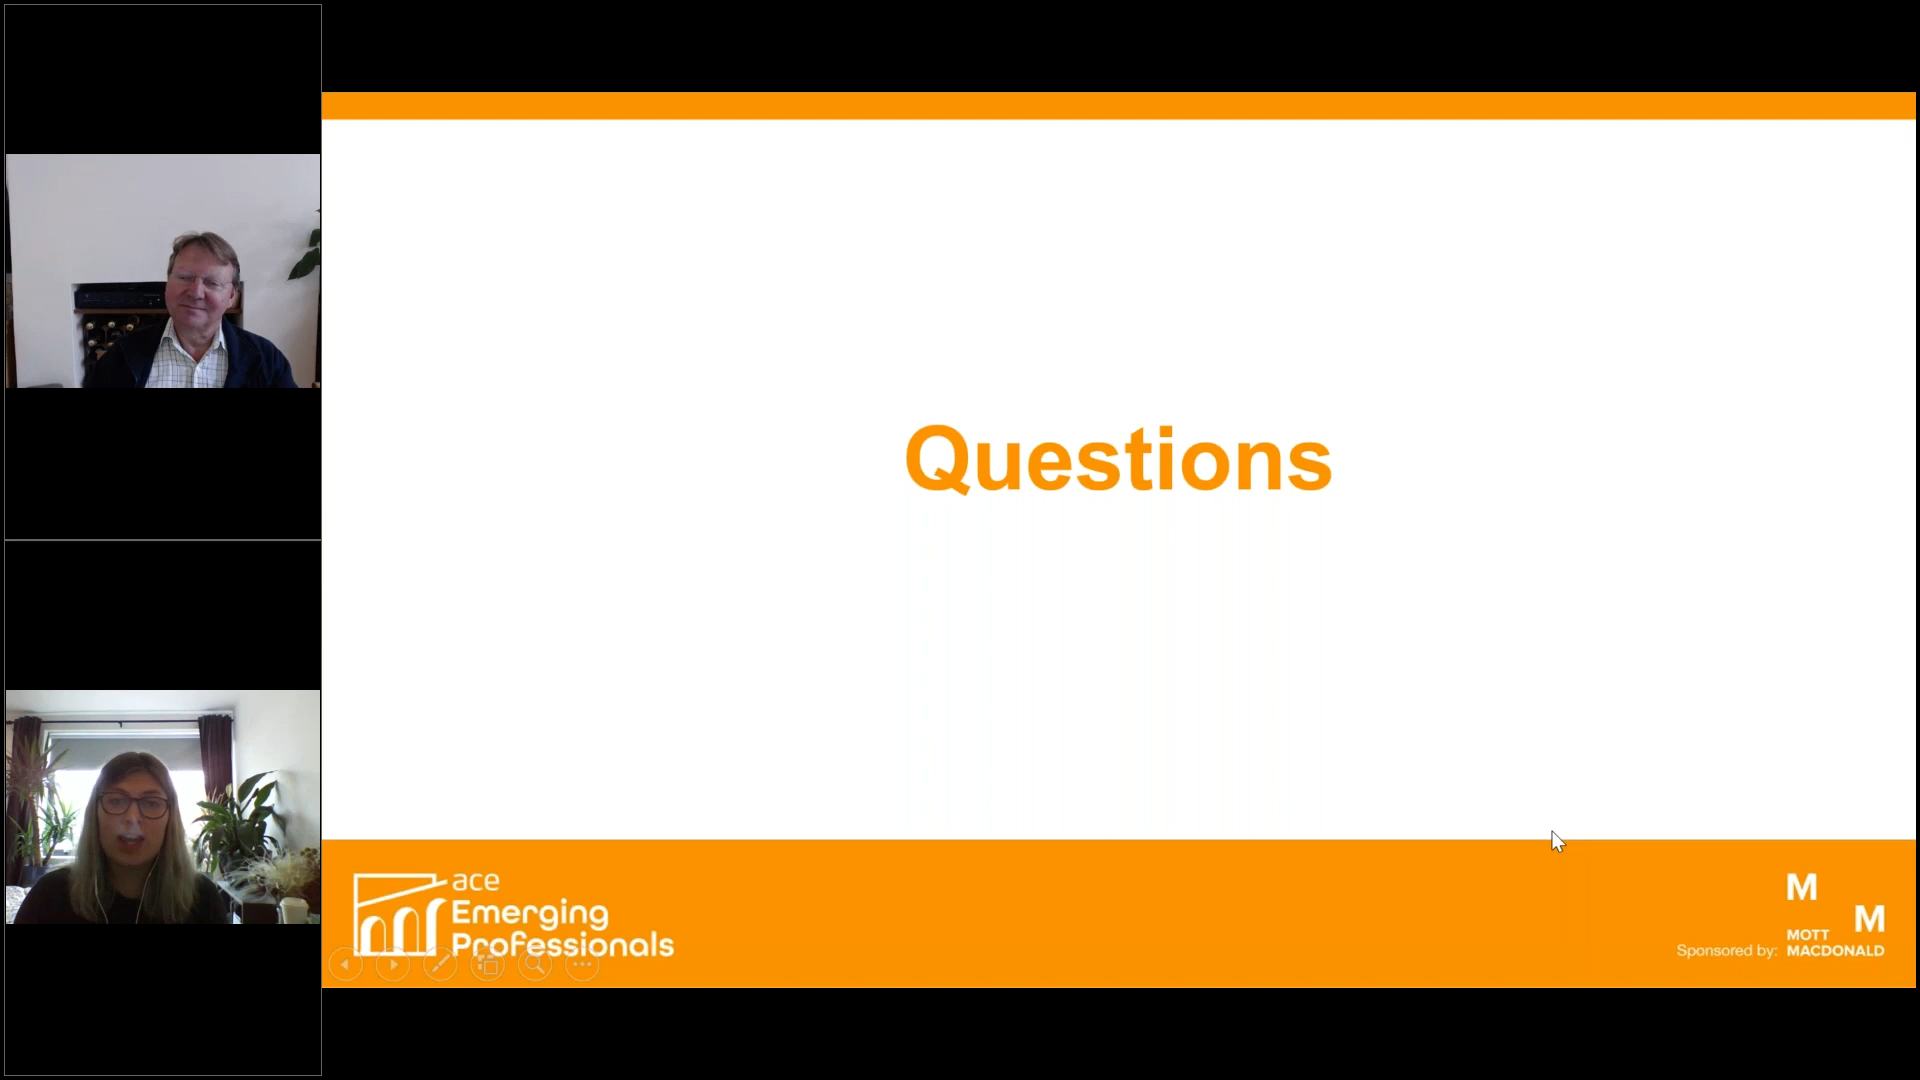 Questions
ace
Emerging
Professionals
M
M
MOTT
Sponsored by: MACDONALD